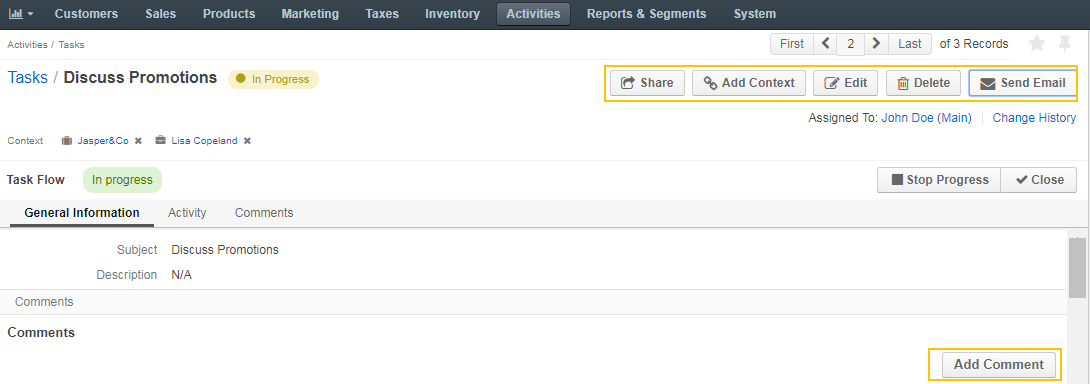 Customers Sales Products Marketing Taxes Inventory Activities Reports & Segments System
Activities / Tasks First 2 Last of 3 Records
Tasks / Discuss Promotions In Progress Share Add Context Edit Delete Send Email
Assigned To: John Doe (Main) Change History
Context Jasper&Co Lisa Copeland
Task Flow In progress Stop Progress Close
General Information Activity Comments
Subject Discuss Promotions
Description N/A
Comments
Comments
Add Comment